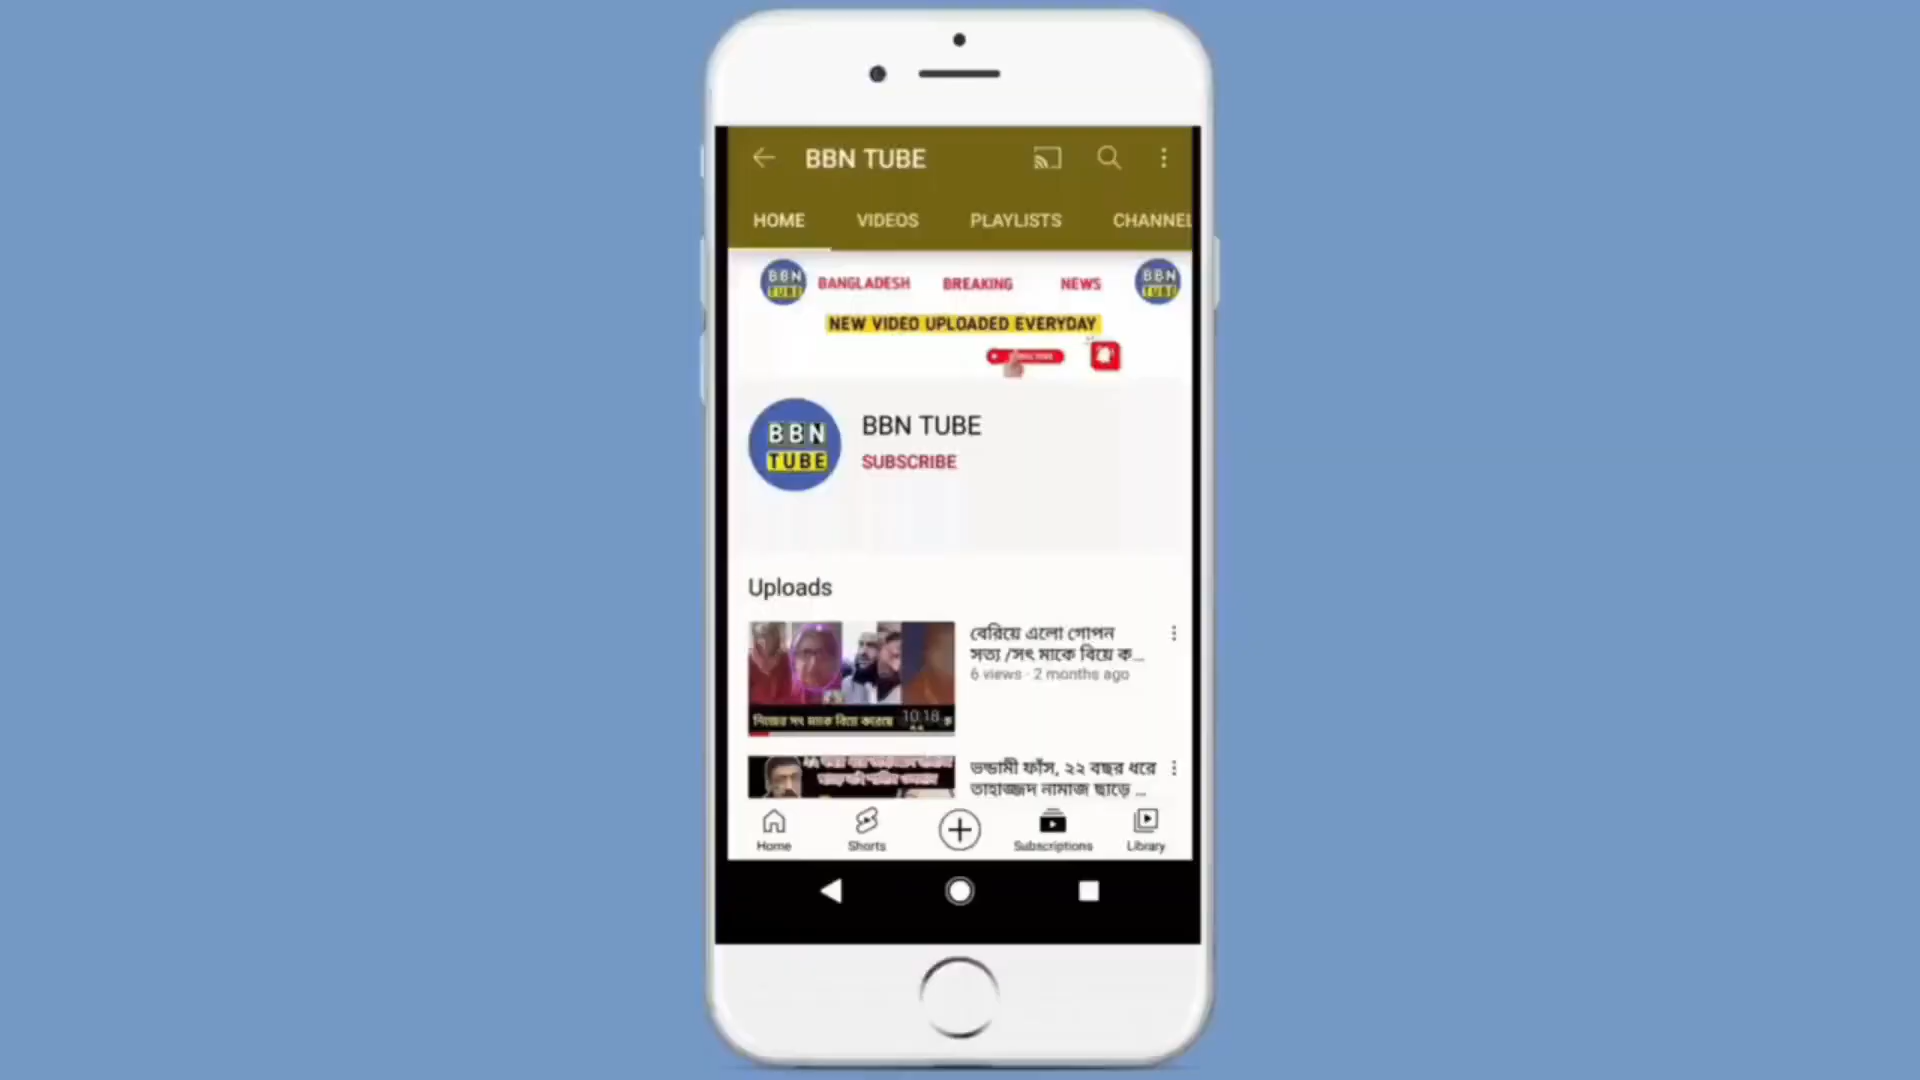 BBN TUBE
HOME VIDEOS PLAYLISTS CHANNEL
BBN TUBE BANGLADESH BREAKING NEWS BBN TUBE
NEW VIDEO UPLOADED EVERYDAY
BBN TUBE
BBN TUBE
SUBSCRIBE
Uploads
বেরিয়ে এলো গোপন
সত্য /সৎ মাকে বিয়ে ক...
6 views · 2 months ago
নিজের সৎ মাকে বিয়ে করেছে
10:18
ভন্ডামী ফাঁস, ২২ বছর ধরে
তাহাজ্জদ নামাজ ছাড়ে ...
Home Shorts Subscriptions Library